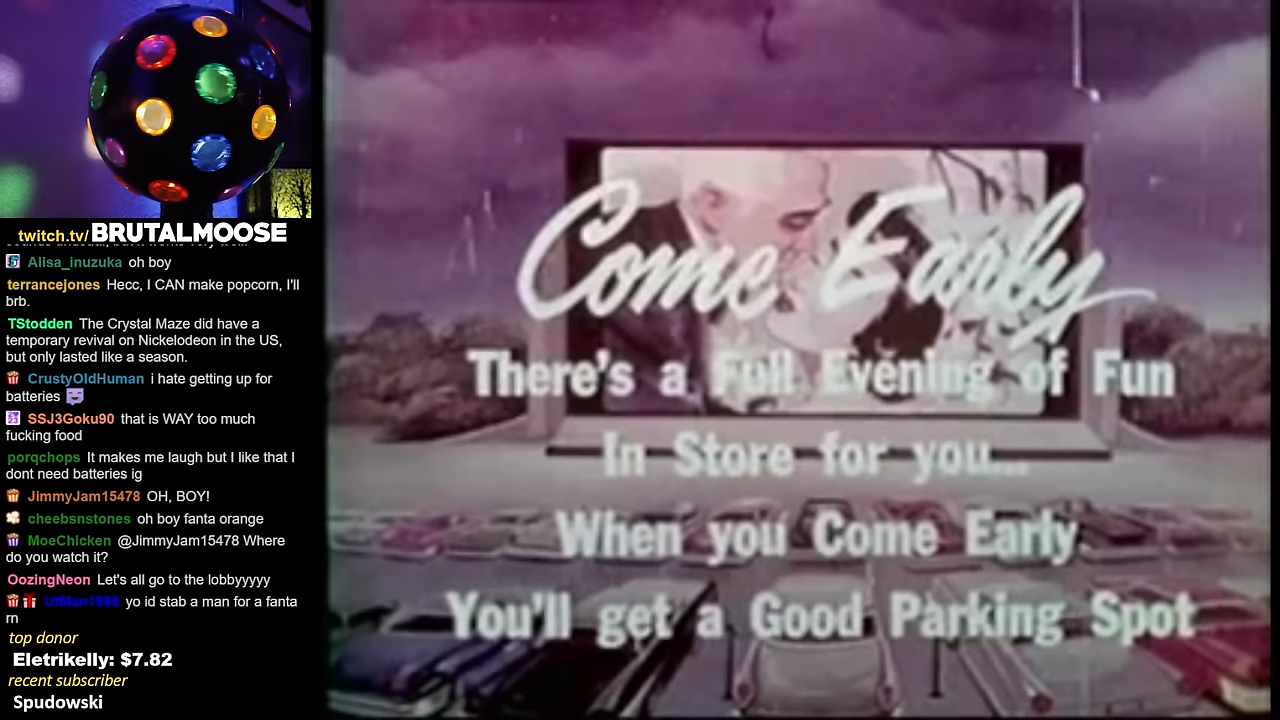 twitch.tv/BRUTALMOOSE
Alisa_inuzuka oh boy
terrancejones Hecc, I CAN make popcorn, I'll
brb.
TStodden The Crystal Maze did have a
temporary revival on Nickelodeon in the US,
but only lasted like a season.
CrustyOldHuman i hate getting up for
batteries
SSJ3Goku90 that is WAY too much
fucking food
porqchops It makes me laugh but I like that I
dont need batteries ig
JimmyJam15478 OH, BOY!
cheebsnstones oh boy fanta orange
MoeChicken @JimmyJam15478 Where
do you watch it?
OozingNeon Let's all go to the lobbyyyyy
yo id stab a man for a fanta
rn
top donor
Eletrikelly: $7.82
recent subscriber
Spudowski
Come Early
There's a Full Evening of Fun
In Store for you...
When you Come Early
You'll get a Good Parking Spot